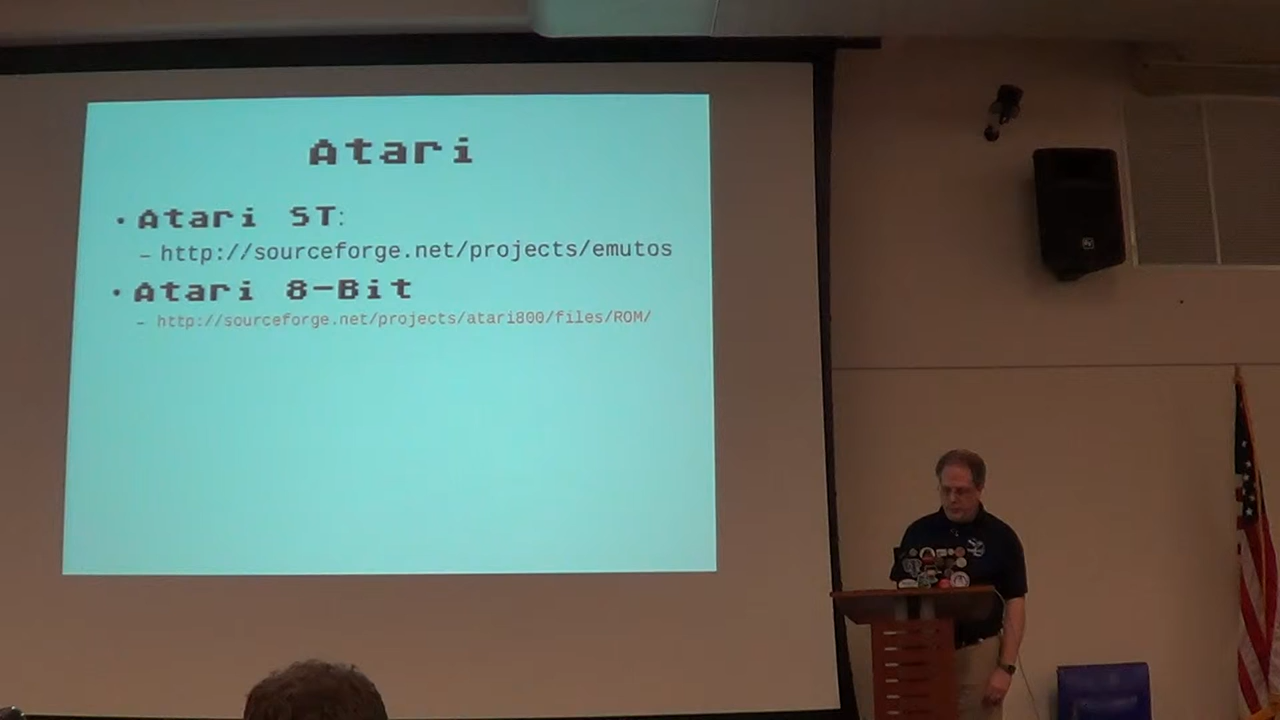 Atari
• Atari ST:
– http://sourceforge.net/projects/emutos
• Atari 8-Bit
– http://sourceforge.net/projects/atari800/files/ROM/